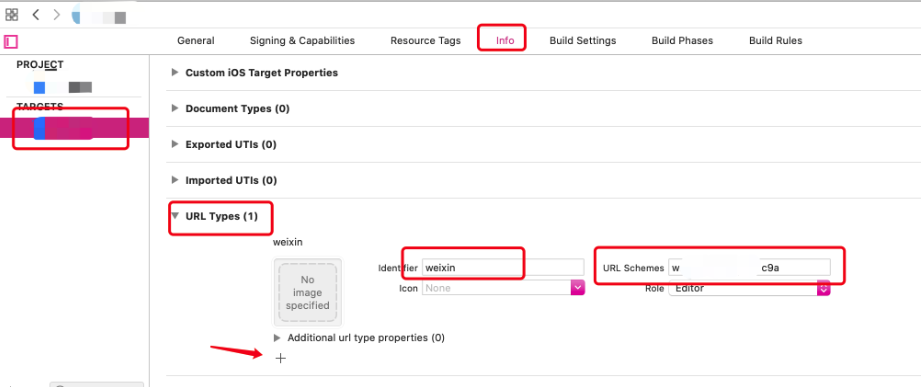 General Signing & Capabilities Resource Tags Info Build Settings Build Phases Build Rules
PROJECT
TARGETS
Custom iOS Target Properties
Document Types (0)
Exported UTIs (0)
Imported UTIs (0)
URL Types (1)
weixin
No
image
specified
Identifier weixin
URL Schemes w c9a
Icon None
Role Editor
Additional url type properties (0)